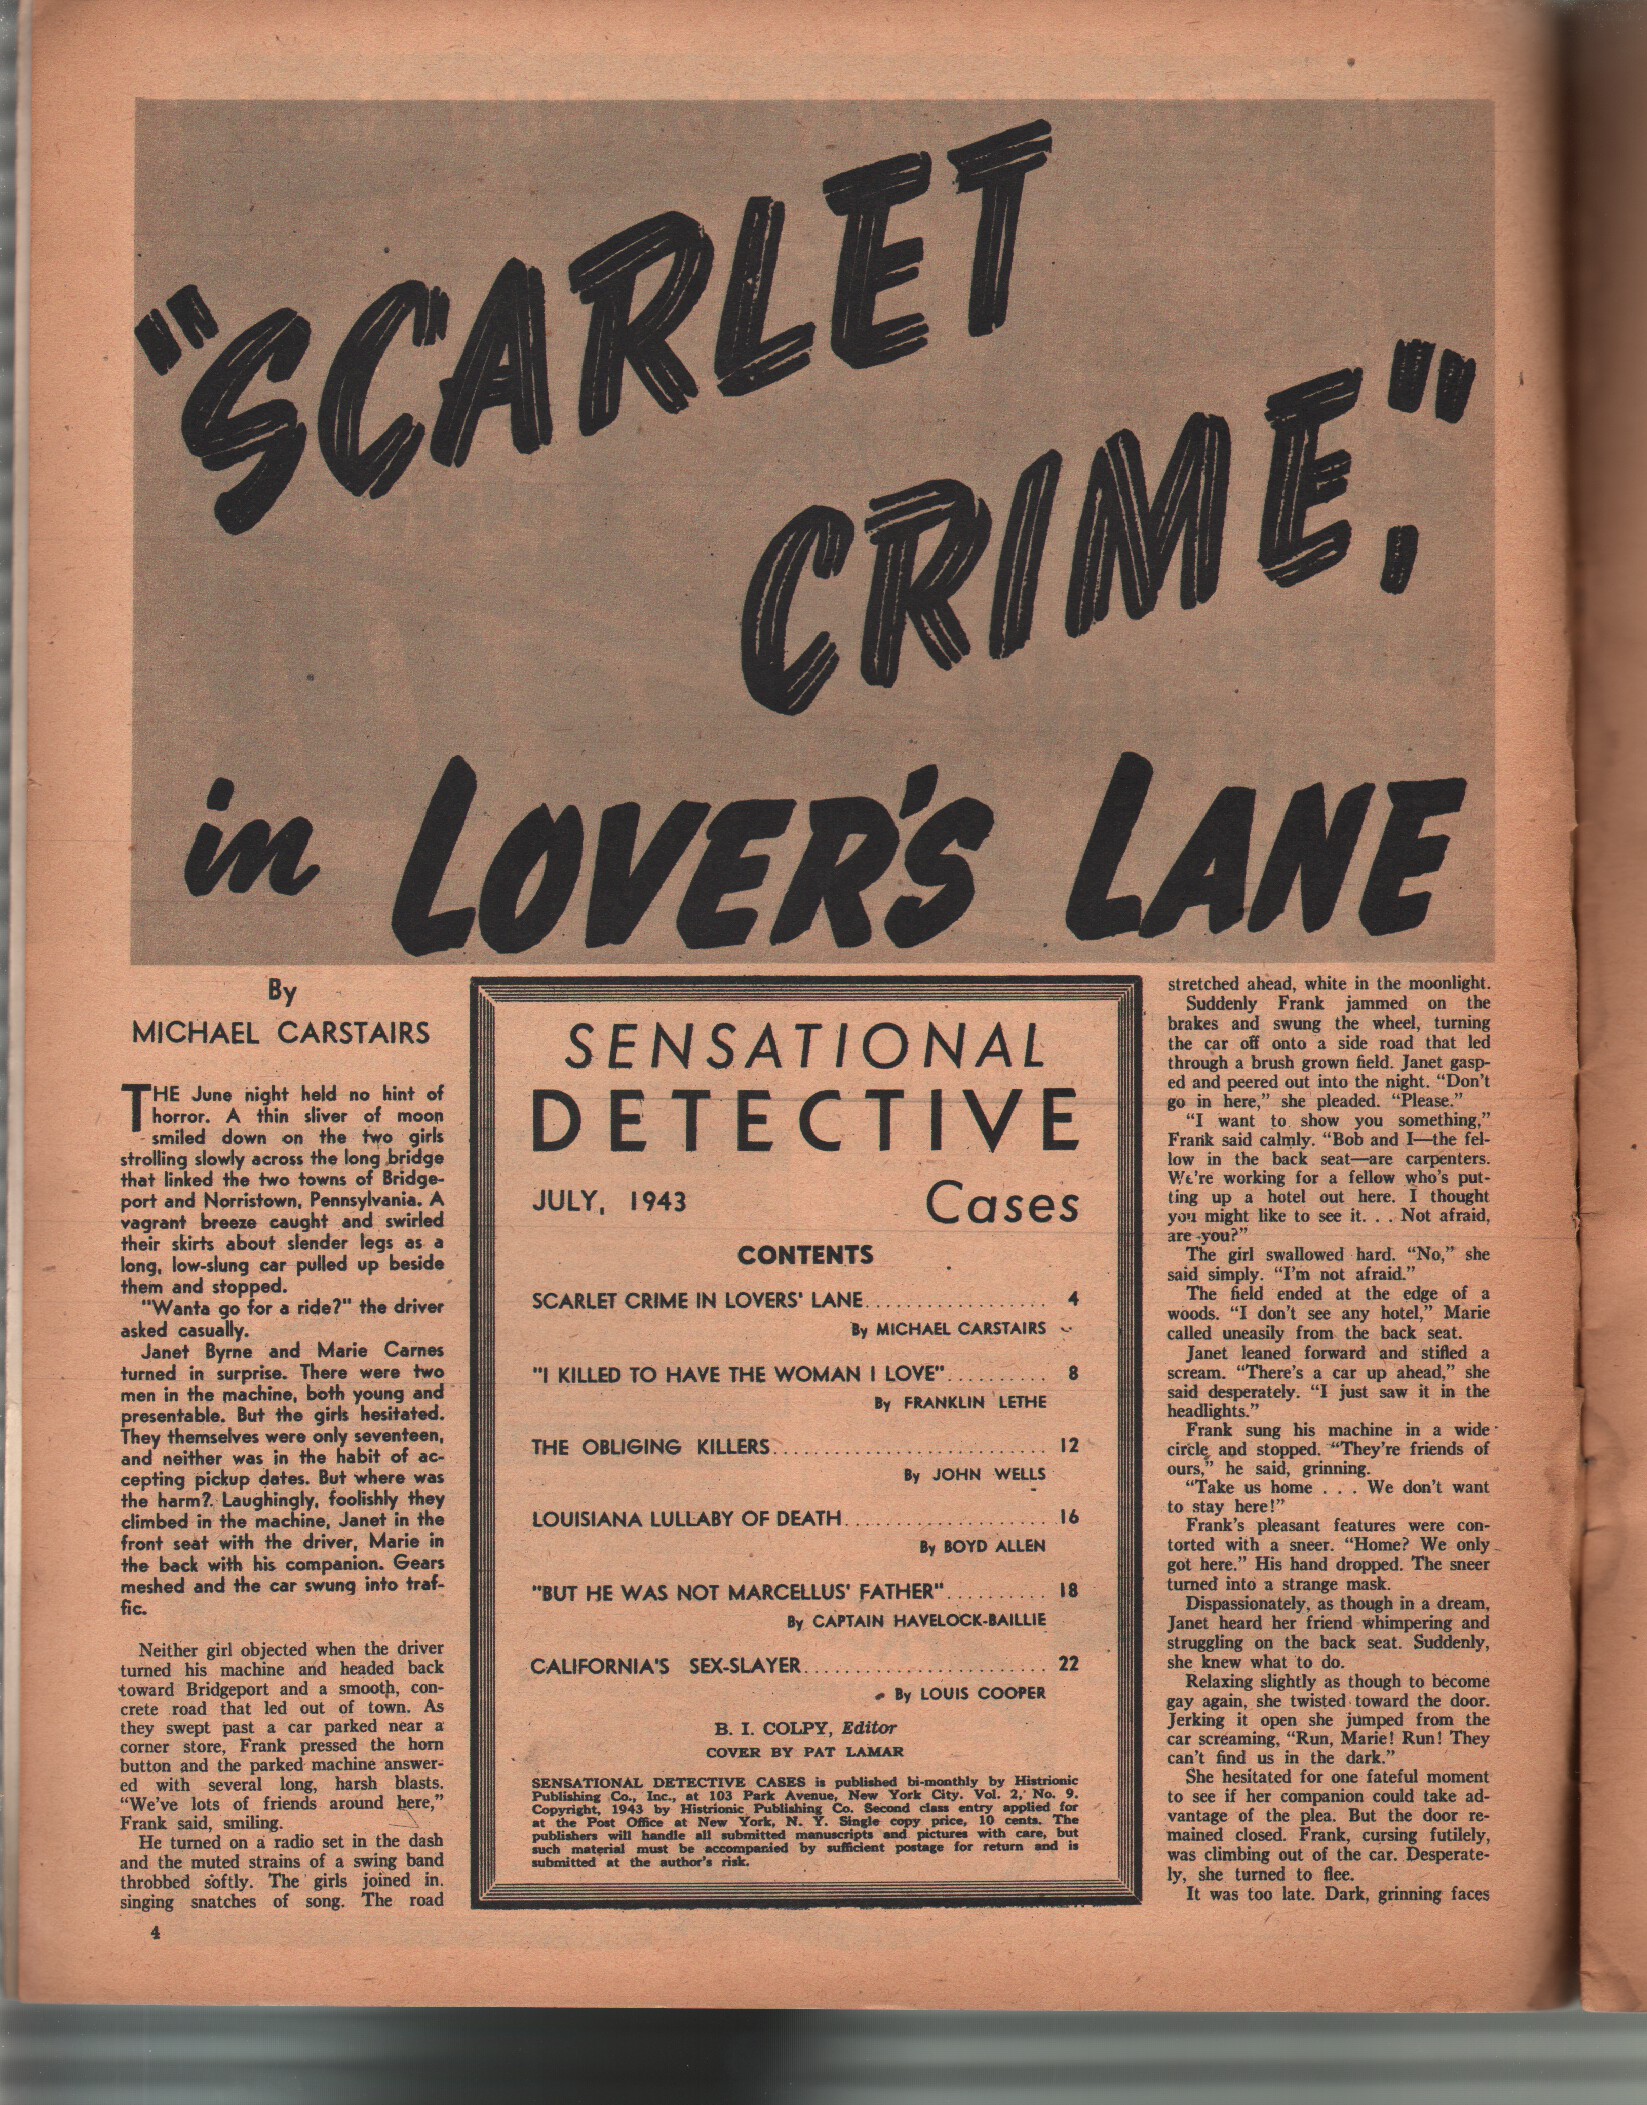 "SCARLET
CRIME,"
in LOVER'S LANE
By
MICHAEL CARSTAIRS
THE June night held no hint of
horror. A thin sliver of moon
smiled down on the two girls
strolling slowly across the long bridge
that linked the two towns of Bridge-
port and Norristown, Pennsylvania. A
vagrant breeze caught and swirled
their skirts about slender legs as a
long, low-slung car pulled up beside
them and stopped.
"Wanta go for a ride?" the driver
asked casually.
Janet Byrne and Marie Carnes
turned in surprise. There were two
men in the machine, both young and
presentable. But the girls hesitated.
They themselves were only seventeen,
and neither was in the habit of ac-
cepting pickup dates. But where was
the harm? Laughingly, foolishly they
climbed in the machine, Janet in the
front seat with the driver, Marie in
the back with his companion. Gears
meshed and the car swung into traf-
fic.
Neither girl objected when the driver
turned his machine and headed back
toward Bridgeport and a smooth, con-
crete road that led out of town. As
they swept past a car parked near a
corner store, Frank pressed the horn
button and the parked machine answer-
ed with several long, harsh blasts.
"We've lots of friends around here,"
Frank said, smiling.
He turned on a radio set in the dash
and the muted strains of a swing band
throbbed softly. The girls joined in.
singing snatches of song. The road
4
SENSATIONAL
DETECTIVE
JULY, 1943 Cases
CONTENTS
SCARLET CRIME IN LOVERS' LANE.................. 4
By MICHAEL CARSTAIRS
"I KILLED TO HAVE THE WOMAN I LOVE".......... 8
By FRANKLIN LETHE
THE OBLIGING KILLERS........................... 12
By JOHN WELLS
LOUISIANA LULLABY OF DEATH..................... 16
By BOYD ALLEN
"BUT HE WAS NOT MARCELLUS' FATHER".......... 18
By CAPTAIN HAVELOCK-BAILLIE
CALIFORNIA'S SEX-SLAYER........................ 22
By LOUIS COOPER
B. I. COLPY, Editor
COVER BY PAT LAMAR
SENSATIONAL DETECTIVE CASES is published bi-monthly by Histrionic
Publishing Co., Inc., at 103 Park Avenue, New York City. Vol. 2, No. 9.
Copyright, 1943 by Histrionic Publishing Co. Second class entry applied for
at the Post Office at New York, N. Y. Single copy price, 10 cents. The
publishers will handle all submitted manuscripts and pictures with care, but
such material must be accompanied by sufficient postage for return and is
submitted at the author's risk.
stretched ahead, white in the moonlight.
Suddenly Frank jammed on the
brakes and swung the wheel, turning
the car off onto a side road that led
through a brush grown field. Janet gasp-
ed and peered out into the night. "Don't
go in here," she pleaded. "Please."
"I want to show you something,"
Frank said calmly. "Bob and I—the fel-
low in the back seat—are carpenters.
We're working for a fellow who's put-
ting up a hotel out here. I thought
you might like to see it. . . Not afraid,
are you?"
The girl swallowed hard. "No," she
said simply. "I'm not afraid."
The field ended at the edge of a
woods. "I don't see any hotel," Marie
called uneasily from the back seat.
Janet leaned forward and stifled a
scream. "There's a car up ahead," she
said desperately. "I just saw it in the
headlights."
Frank sung his machine in a wide
circle and stopped. "They're friends of
ours," he said, grinning.
"Take us home . . . We don't want
to stay here!"
Frank's pleasant features were con-
torted with a sneer. "Home? We only
got here." His hand dropped. The sneer
turned into a strange mask.
Dispassionately, as though in a dream,
Janet heard her friend whimpering and
struggling on the back seat. Suddenly,
she knew what to do.
Relaxing slightly as though to become
gay again, she twisted toward the door.
Jerking it open she jumped from the
car screaming, "Run, Marie! Run! They
can't find us in the dark."
She hesitated for one fateful moment
to see if her companion could take ad-
vantage of the plea. But the door re-
mained closed. Frank, cursing futilely,
was climbing out of the car. Desperate-
ly, she turned to flee.
It was too late. Dark, grinning faces